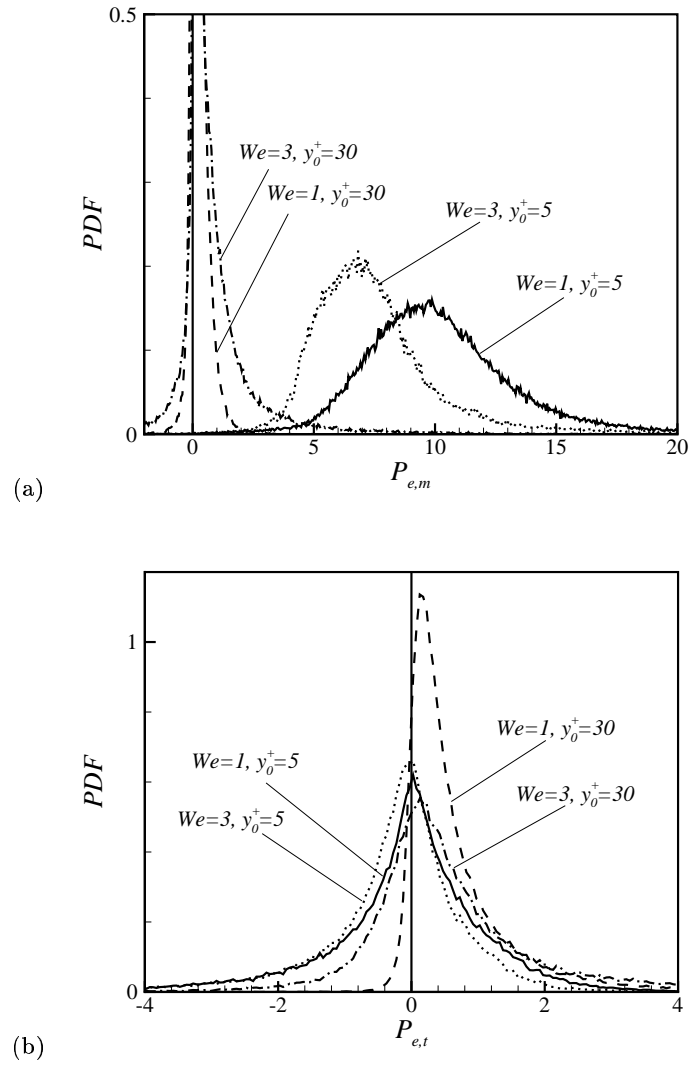 0.5
We=3, y₀⁺=30
We=1, y₀⁺=30
We=3, y₀⁺=5
We=1, y₀⁺=5
PDF
0
0 5 10 15 20
P_{e,m}
(a)
1
We=1, y₀⁺=30
We=1, y₀⁺=5
We=3, y₀⁺=30
We=3, y₀⁺=5
PDF
0
-4 -2 0 2 4
P_{e,t}
(b)